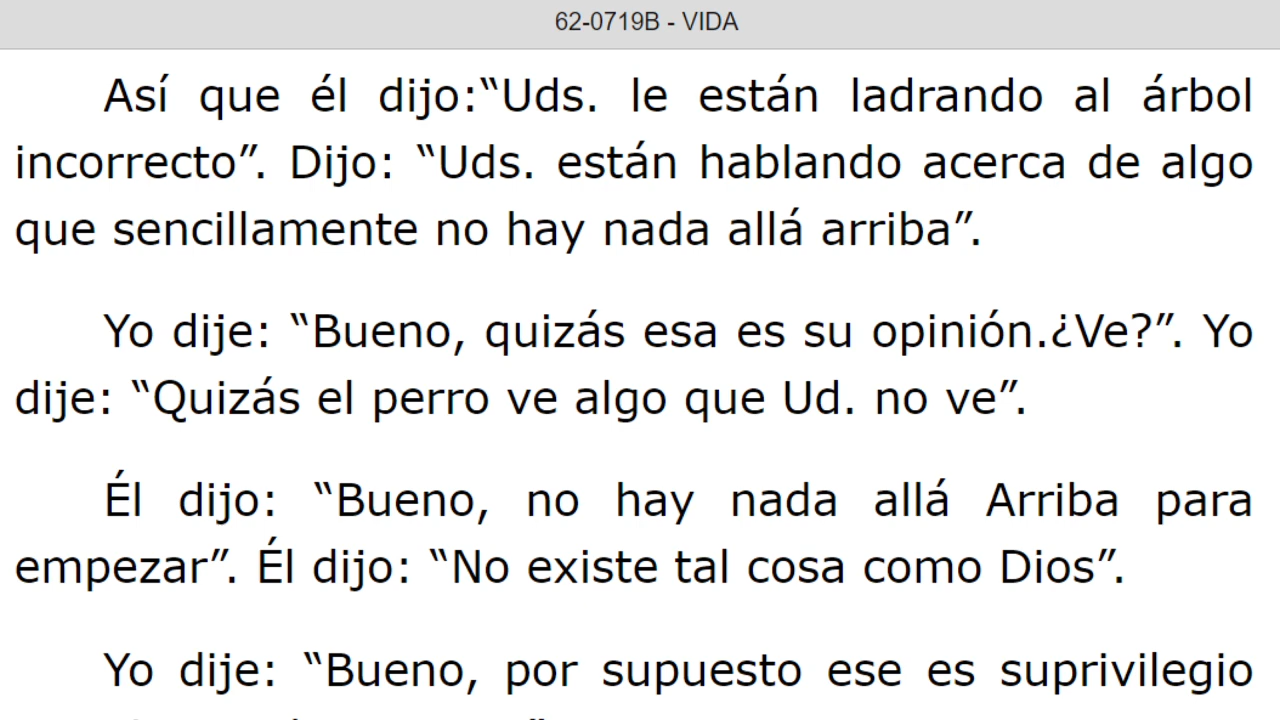 62-0719B - VIDA
Así que él dijo:“Uds. le están ladrando al árbol
incorrecto”. Dijo: “Uds. están hablando acerca de algo
que sencillamente no hay nada allá arriba”.
Yo dije: “Bueno, quizás esa es su opinión.¿Ve?”. Yo
dije: “Quizás el perro ve algo que Ud. no ve”.
Él dijo: “Bueno, no hay nada allá Arriba para
empezar”. Él dijo: “No existe tal cosa como Dios”.
Yo dije: “Bueno, por supuesto ese es suprivilegio